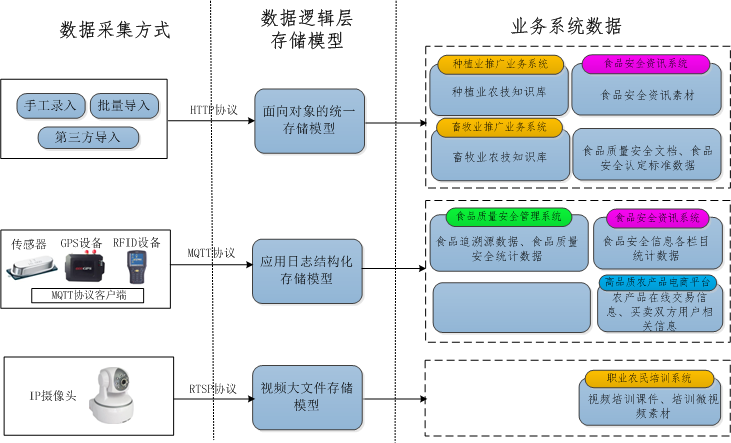 数据采集方式
数据逻辑层
存储模型
业务系统数据
手工录入
批量导入
第三方导入
HTTP协议
面向对象的统一
存储模型
种植业推广业务系统
种植业农技知识库
食品安全资讯系统
食品安全资讯素材
畜牧业推广业务系统
畜牧业农技知识库
食品质量安全文档、食品
安全认定标准数据
传感器
GPS设备
RFID设备
MQTT协议客户端
MQTT协议
应用日志结构化
存储模型
食品质量安全管理系统
食品追溯源数据、食品质量
安全统计数据
食品安全资讯系统
食品安全信息各栏目
统计数据
高品质农产品电商平台
农产品在线交易信
息、买卖双方用户相
关信息
IP摄像头
RTSP协议
视频大文件存储
模型
职业农民培训系统
视频培训课件、培训微视
频素材